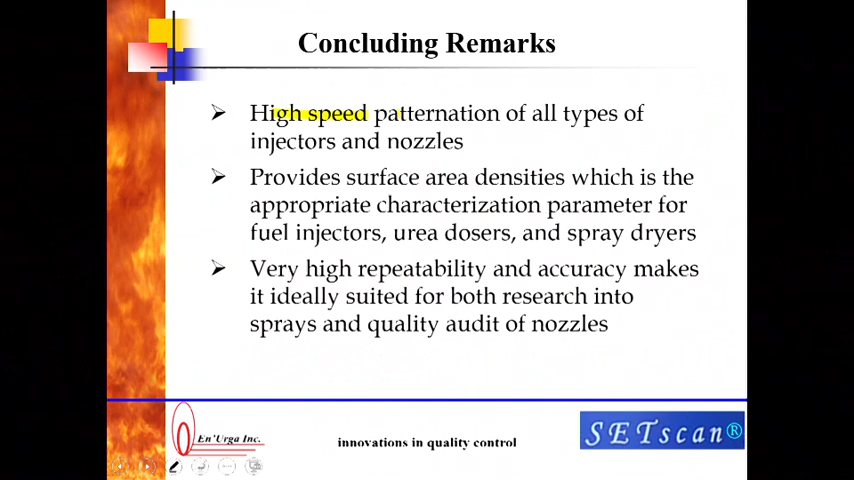 Concluding Remarks
High speed patternation of all types of
injectors and nozzles
Provides surface area densities which is the
appropriate characterization parameter for
fuel injectors, urea dosers, and spray dryers
Very high repeatability and accuracy makes
it ideally suited for both research into
sprays and quality audit of nozzles
En'Urga Inc.
innovations in quality control
SETscan®